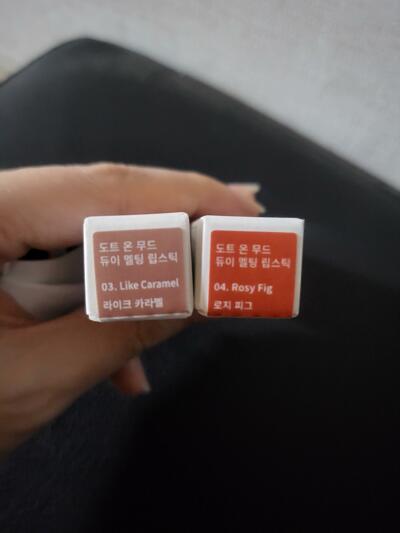 도트 온 무드
듀이 멜팅 립스틱
03. Like Caramel
라이크 카라멜
도트 온 무드
듀이 멜팅 립스틱
04. Rosy Fig
로지 피그